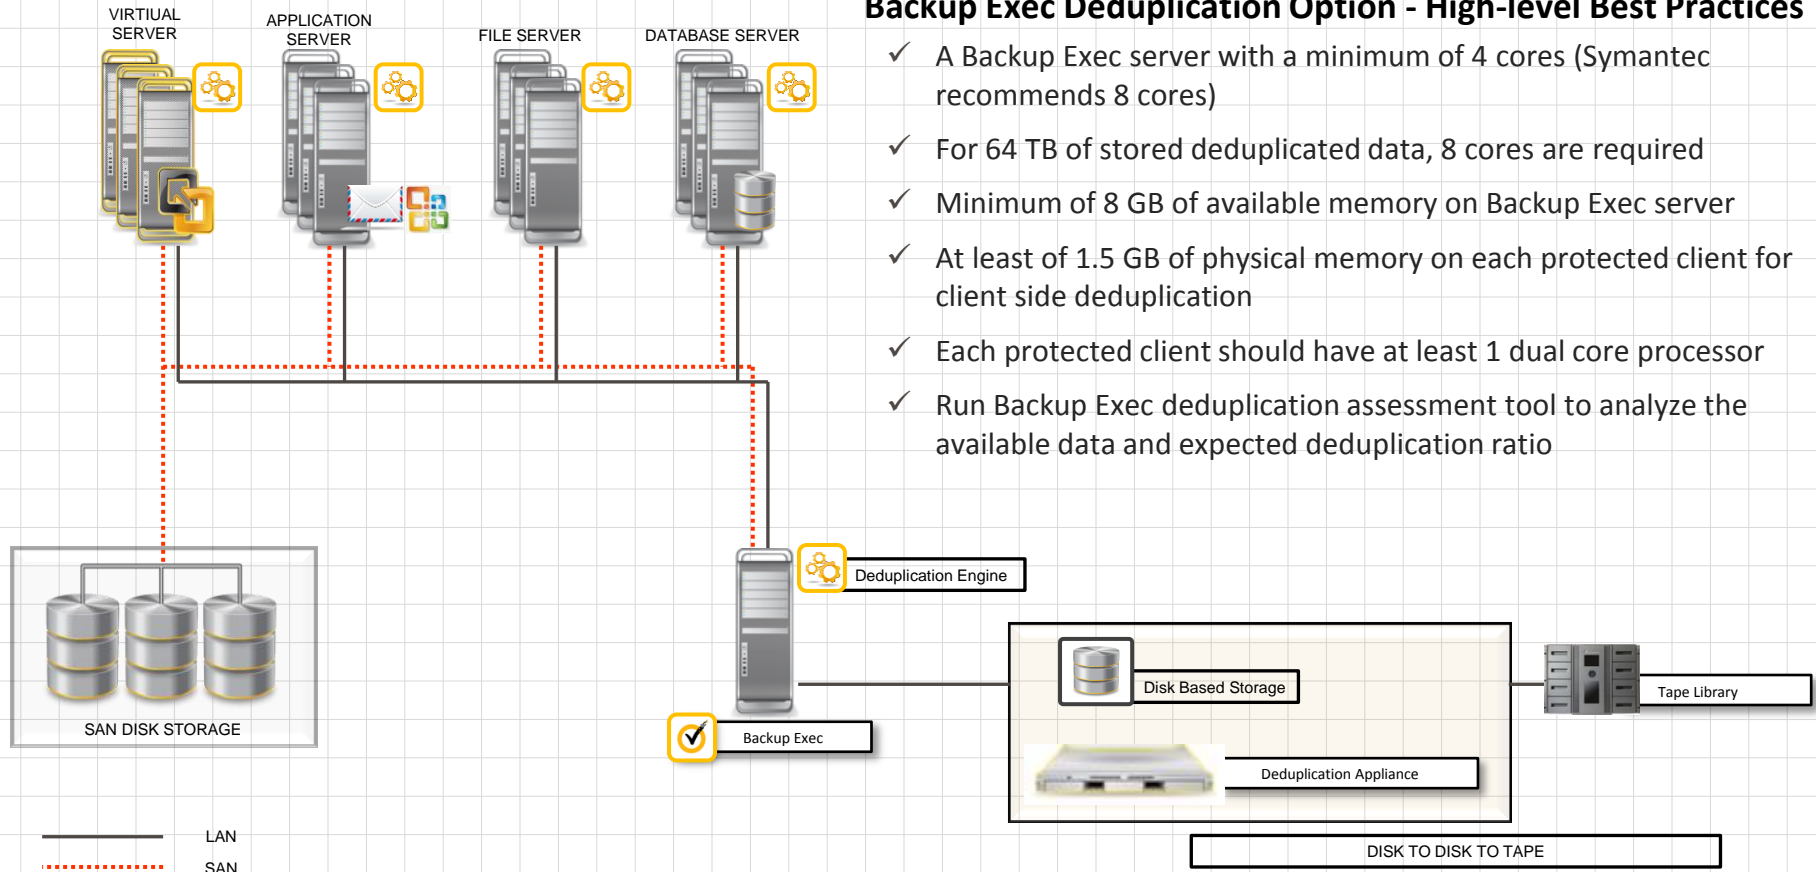 Backup Exec Deduplication Option - High-level Best Practices
VIRTIUAL
SERVER
APPLICATION
SERVER
FILE SERVER
DATABASE SERVER
✓ A Backup Exec server with a minimum of 4 cores (Symantec
recommends 8 cores)
✓ For 64 TB of stored deduplicated data, 8 cores are required
✓ Minimum of 8 GB of available memory on Backup Exec server
✓ At least of 1.5 GB of physical memory on each protected client for
client side deduplication
✓ Each protected client should have at least 1 dual core processor
✓ Run Backup Exec deduplication assessment tool to analyze the
available data and expected deduplication ratio
Deduplication Engine
Disk Based Storage
Tape Library
SAN DISK STORAGE
Backup Exec
Deduplication Appliance
LAN
DISK TO DISK TO TAPE
SAN